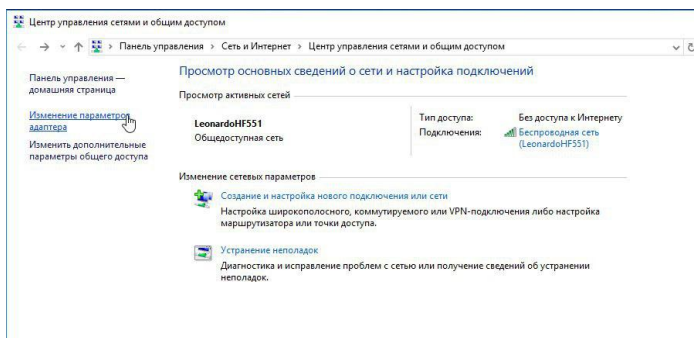 Центр управления сетями и общим доступом
Панель управления > Сеть и Интернет > Центр управления сетями и общим доступом
Панель управления —
домашняя страница
Изменение параметров
адаптера
Изменить дополнительные
параметры общего доступа
Просмотр основных сведений о сети и настройка подключений
Просмотр активных сетей
LeonardoHF551
Общедоступная сеть
Тип доступа: Без доступа к Интернету
Подключения: Беспроводная сеть
(LeonardoHF551)
Изменение сетевых параметров
Создание и настройка нового подключения или сети
Настройка широкополосного, коммутируемого или VPN-подключения либо настройка
маршрутизатора или точки доступа.
Устранение неполадок
Диагностика и исправление проблем с сетью или получение сведений об устранении
неполадок.